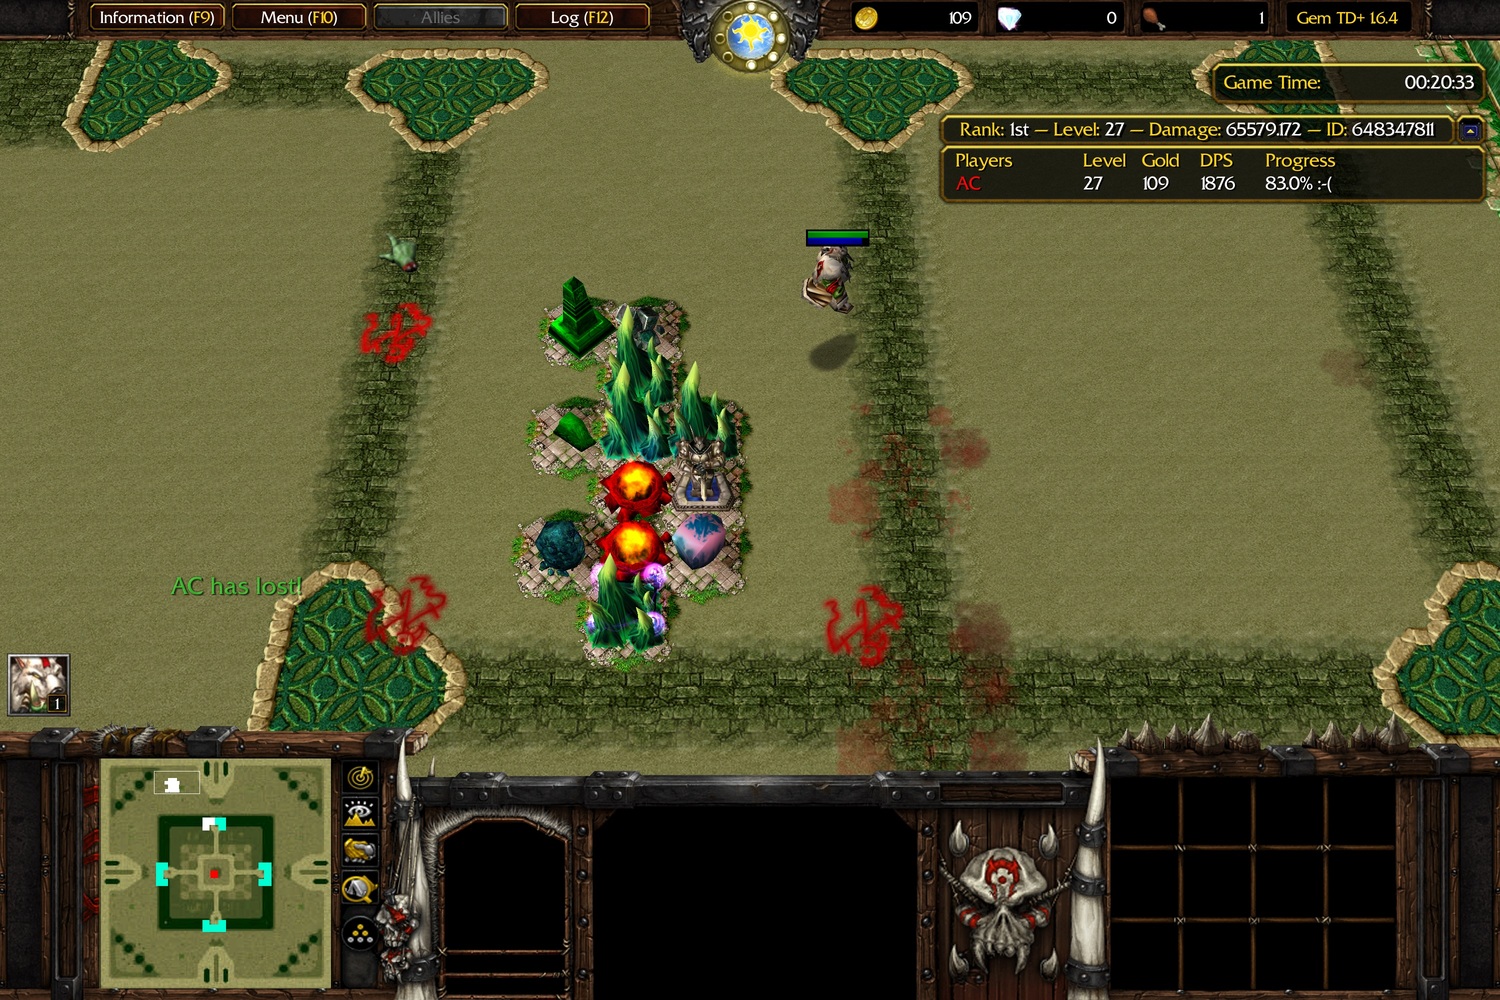 Information (F9) Menu (F10) Allies Log (F12) 109 0 1 Gem TD+ 1.6.4
Game Time: 00:20:33
Rank: 1st — Level: 27 — Damage: 65579.172 — ID: 648347811
Players Level Gold DPS Progress
AC 27 109 1876 83.0% :-(
AC has lost!
1